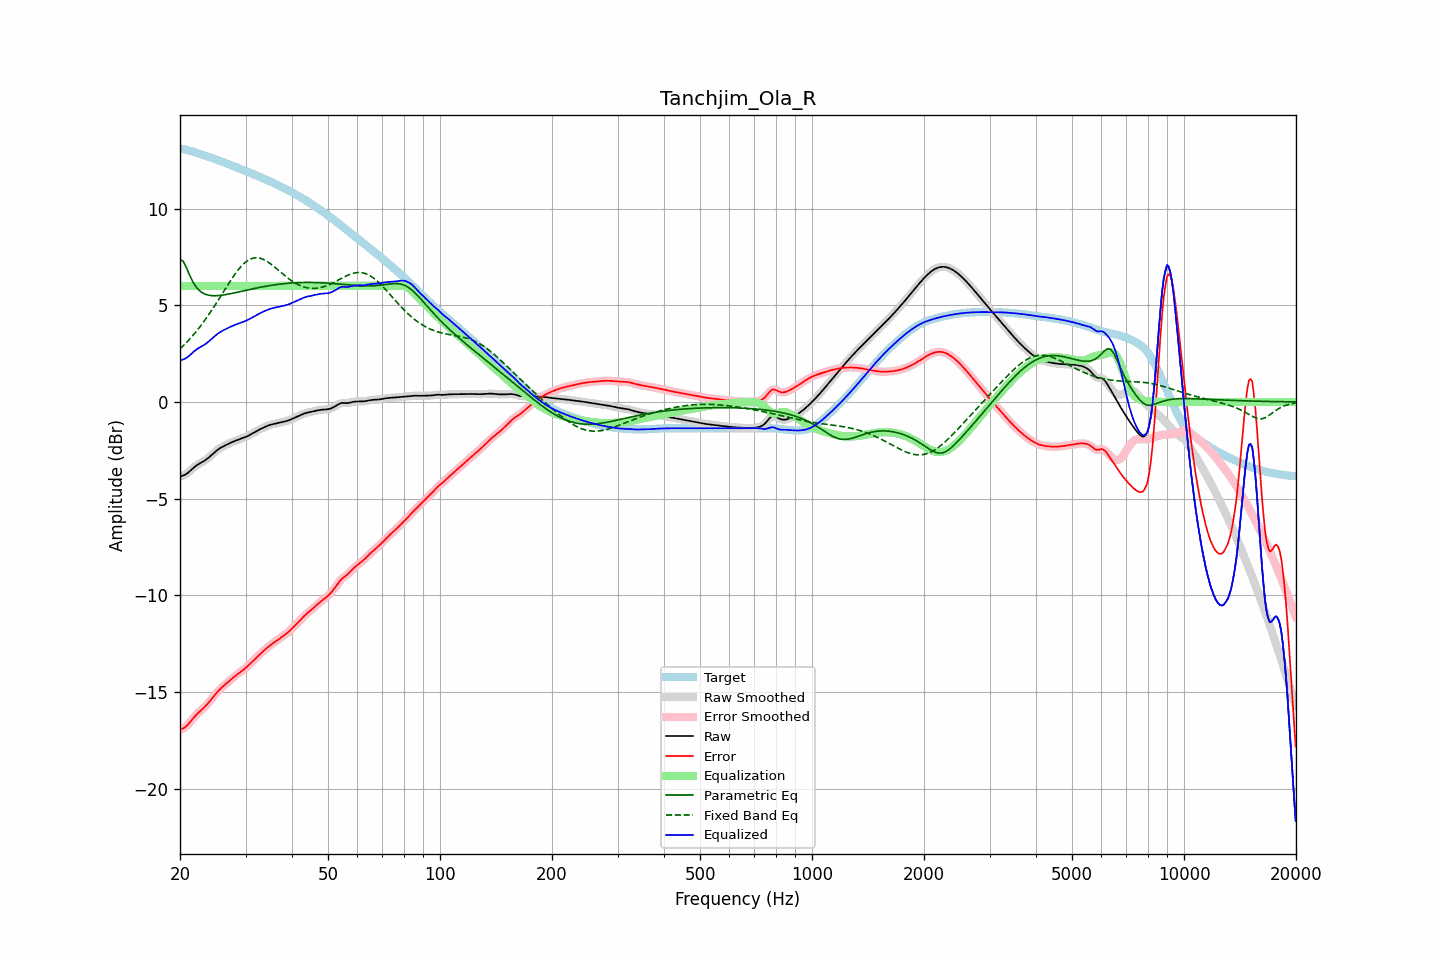 Tanchjim_Ola_R
Amplitude (dBr)
10
5
0
−5
−10
−15
−20
Target
Raw Smoothed
Error Smoothed
Raw
Error
Equalization
Parametric Eq
Fixed Band Eq
Equalized
20 50 100 200 500 1000 2000 5000 10000 20000
Frequency (Hz)